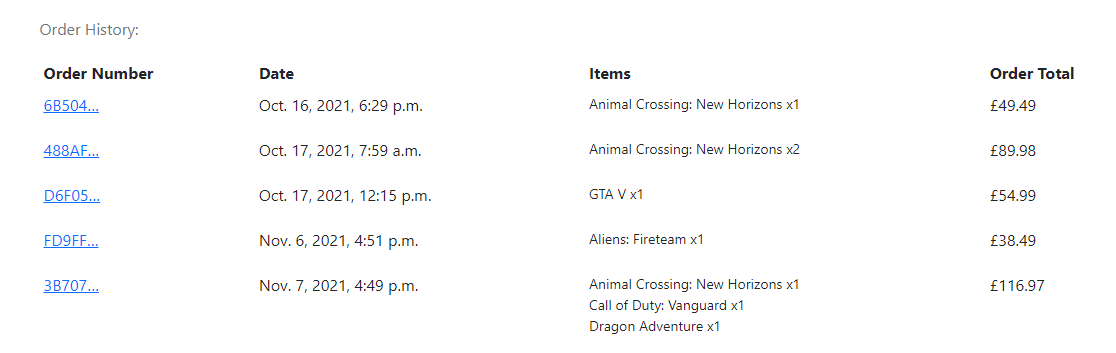 Order History:
Order Number Date Items Order Total
6B504... Oct. 16, 2021, 6:29 p.m. Animal Crossing: New Horizons x1 £49.49
488AF... Oct. 17, 2021, 7:59 a.m. Animal Crossing: New Horizons x2 £89.98
D6F05... Oct. 17, 2021, 12:15 p.m. GTA V x1 £54.99
FD9FF... Nov. 6, 2021, 4:51 p.m. Aliens: Fireteam x1 £38.49
3B707... Nov. 7, 2021, 4:49 p.m. Animal Crossing: New Horizons x1 £116.97
Call of Duty: Vanguard x1
Dragon Adventure x1